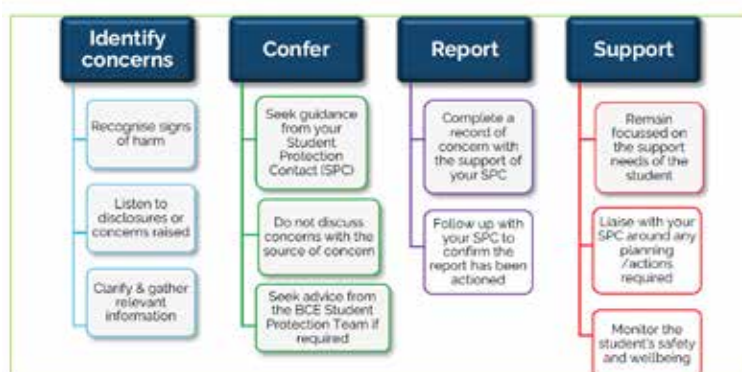 Identify
concerns
Recognise signs
of harm
Listen to
disclosures or
concerns raised
Clarify & gather
relevant
information
Confer
Seek guidance
from your
Student
Protection
Contact (SPC)
Do not discuss
concerns with the
source of concern
Seek advice from
the BCE Student
Protection Team if
required
Report
Complete a
record of
concern with
the support of
your SPC
Follow up with
your SPC to
confirm the
report has been
actioned
Support
Remain
focussed on
the support
needs of the
student
Liaise with your
SPC around any
planning
/actions
required
Monitor the
student's safety
and wellbeing